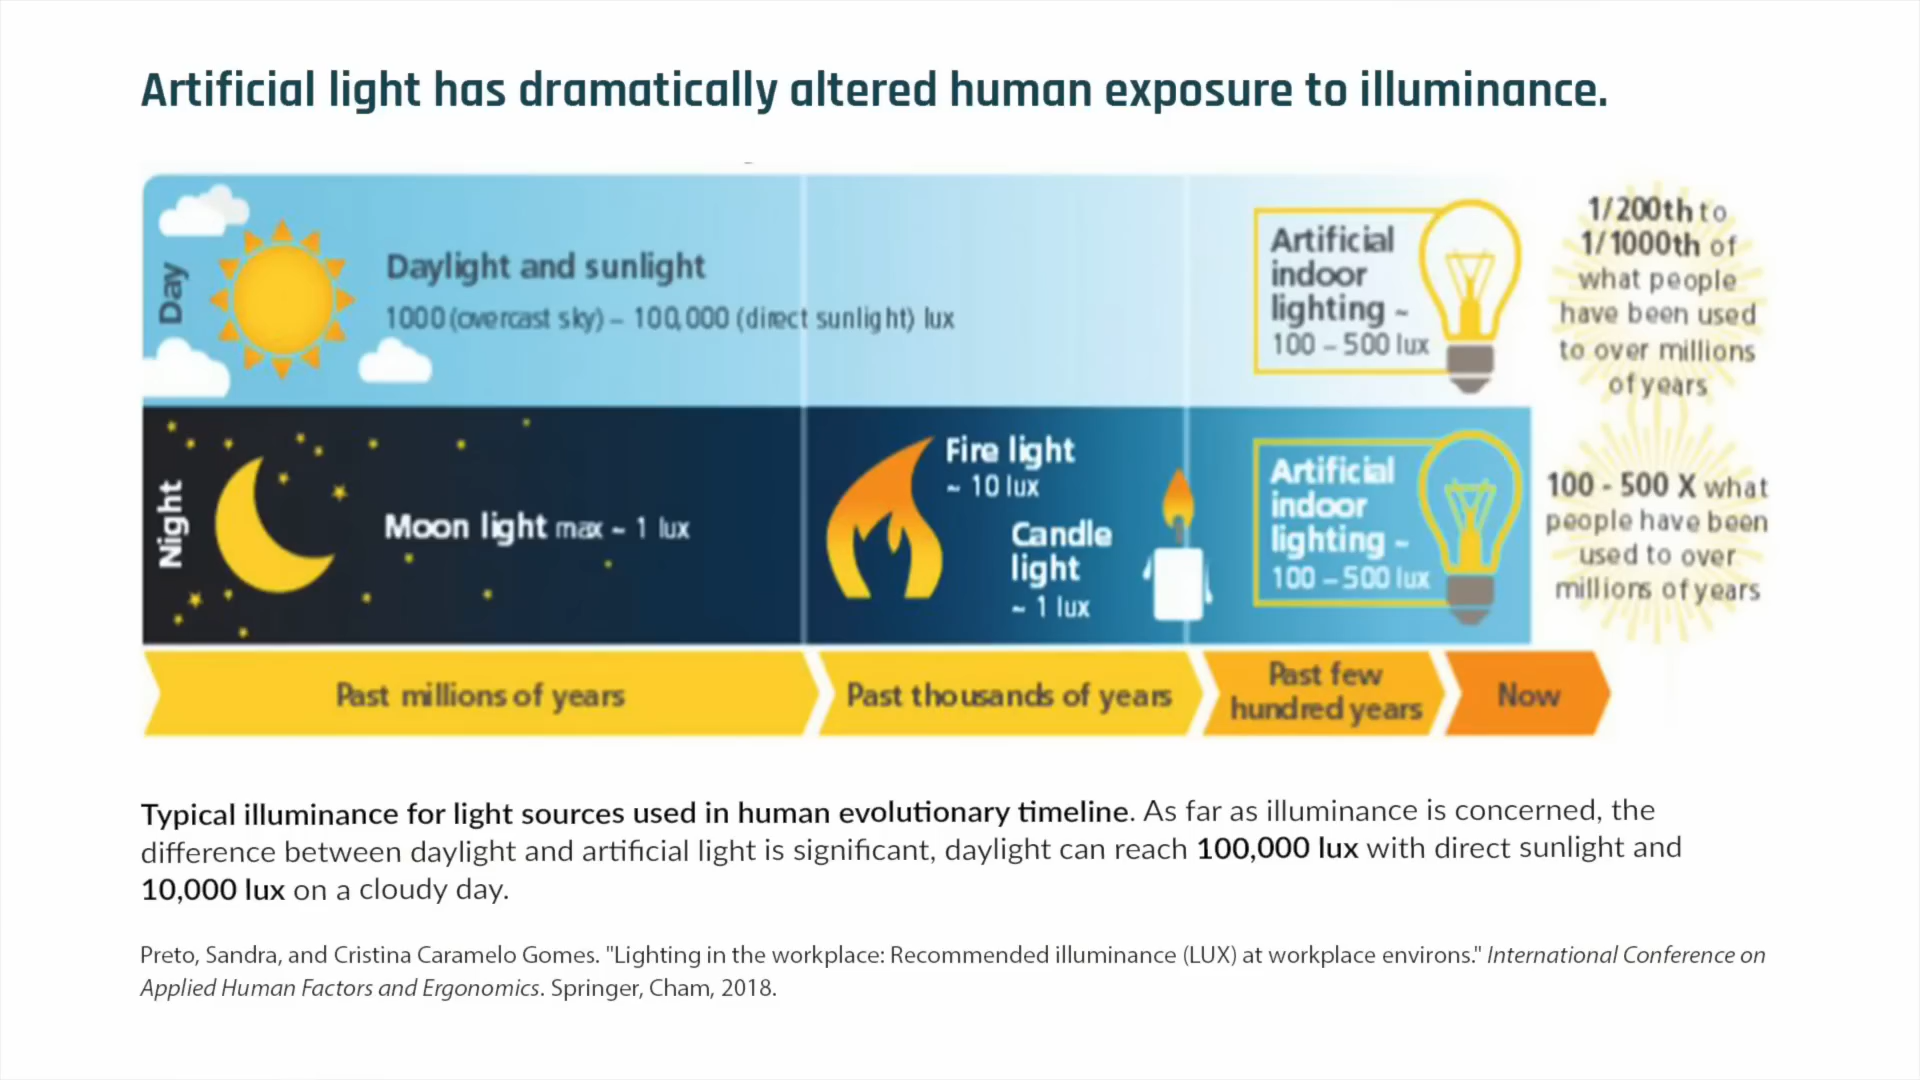 Artificial light has dramatically altered human exposure to illuminance.
Day
Daylight and sunlight
1000 (overcast sky) – 100,000 (direct sunlight) lux
Artificial
indoor
lighting ~
100 – 500 lux
1/200th to
1/1000th of
what people
have been used
to over millions
of years
Night
Moon light max ~ 1 lux
Fire light
~ 10 lux
Candle
light
~ 1 lux
Artificial
indoor
lighting ~
100 – 500 lux
100 - 500 X what
people have been
used to over
millions of years
Past millions of years
Past thousands of years
Past few
hundred years
Now
Typical illuminance for light sources used in human evolutionary timeline. As far as illuminance is concerned, the
difference between daylight and artificial light is significant, daylight can reach 100,000 lux with direct sunlight and
10,000 lux on a cloudy day.
Preto, Sandra, and Cristina Caramelo Gomes. "Lighting in the workplace: Recommended illuminance (LUX) at workplace environs." International Conference on
Applied Human Factors and Ergonomics. Springer, Cham, 2018.